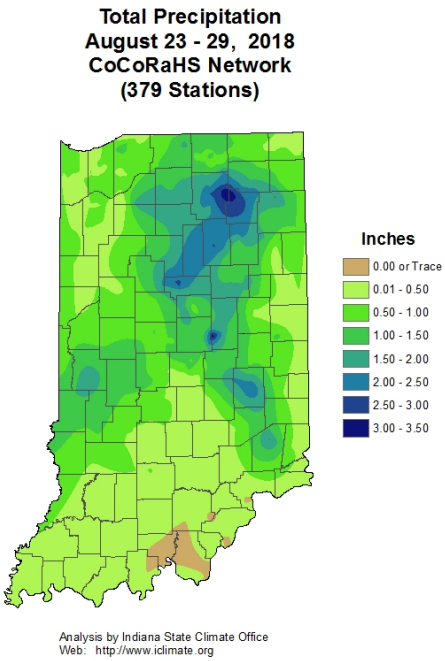 Total Precipitation
August 23 - 29, 2018
CoCoRaHS Network
(379 Stations)
Inches
0.00 or Trace
0.01 - 0.50
0.50 - 1.00
1.00 - 1.50
1.50 - 2.00
2.00 - 2.50
2.50 - 3.00
3.00 - 3.50
Analysis by Indiana State Climate Office
Web: http://www.iclimate.org